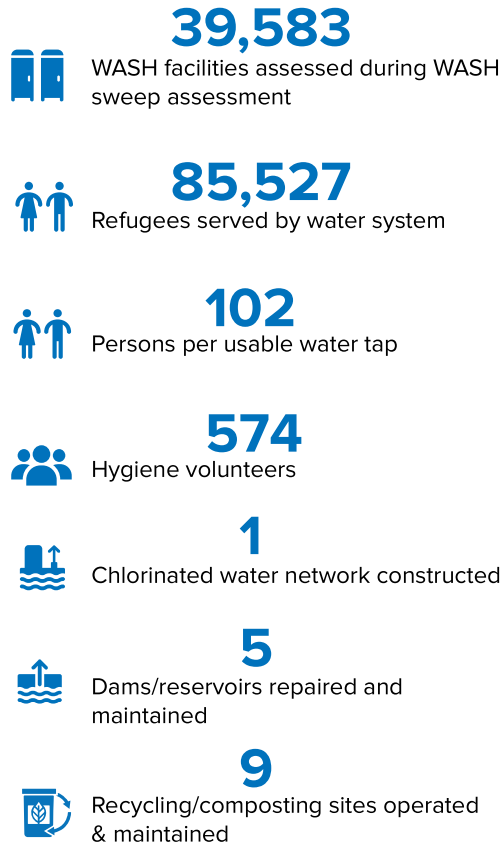 39,583
WASH facilities assessed during WASH
sweep assessment
85,527
Refugees served by water system
102
Persons per usable water tap
574
Hygiene volunteers
1
Chlorinated water network constructed
5
Dams/reservoirs repaired and
maintained
9
Recycling/composting sites operated
& maintained